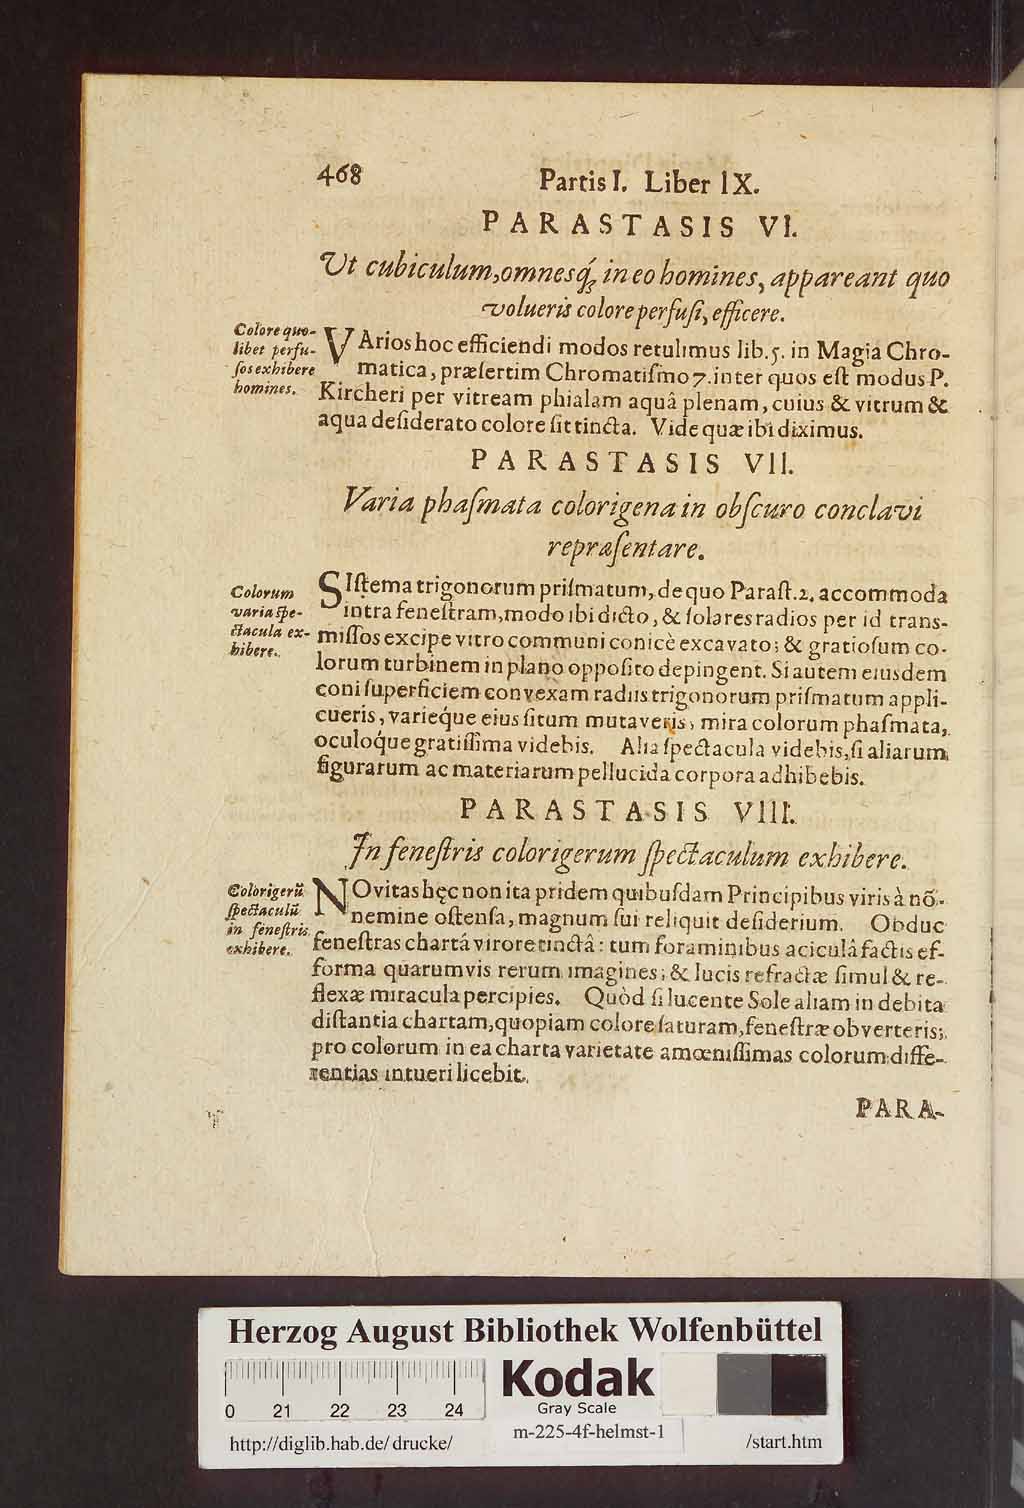 468
Partis I. Liber IX.
PARASTASIS VI.
Vt cubiculum, omnesq́; in eo homines, appareant quo
volueris colore perfuſi, efficere.
Colore quo-
libet perfu-
ſos exhibere
homines.
VArios hoc efficiendi modos retulimus lib. 5. in Magia Chro-
matica, præſertim Chromatiſmo 7. inter quos eſt modus P.
Kircheri per vitream phialam aquâ plenam, cuius & vitrum &
aqua deſiderato colore ſit tincta. Vide quæ ibi diximus.
PARASTASIS VII.
Varia phaſmata colorigena in obſcuro conclavi
repræſentare.
Colorum
varia ſpe-
ctacula ex-
hibere.
SIſtema trigonorum priſmatum, de quo Paraſt. 2. accommoda
intra feneſtram, modo ibi dicto, & ſolares radios per id trans-
miſſos excipe vitro communi conicè excavato; & gratioſum co-
lorum turbinem in plano oppoſito depingent. Si autem eiusdem
coni ſuperficiem convexam radiis trigonorum priſmatum appli-
cueris, varieq́ue eius ſitum mutaveris, mira colorum phaſmata,
oculoq́ue gratiſſima videbis. Alia ſpectacula videbis, ſi aliarum
figurarum ac materiarum pellucida corpora adhibebis.
PARASTASIS VIII.
In feneſtris colorigerum ſpectaculum exhibere.
Colorigerũ
ſpectaculũ
in feneſtris
exhibere.
NOvitas hęc non ita pridem quibuſdam Principibus viris à nõ-
nemine oſtenſa, magnum ſui reliquit deſiderium. Obduc
feneſtras chartâ virore tinctâ: tum foraminibus aciculâ factis ef-
forma quarumvis rerum imagines; & lucis refractæ ſimul & re-
flexæ miracula percipies. Quòd ſi lucente Sole aliam in debita
diſtantia chartam, quopiam colore ſaturam, feneſtræ obverteris;
pro colorum in ea charta varietate amœniſſimas colorum diffe-
rentias intueri licebit.
PARA-
Herzog August Bibliothek Wolfenbüttel
0 21 22 23 24
Kodak
Gray Scale
http://diglib.hab.de/drucke/
m-225-4f-helmst-1
/start.htm